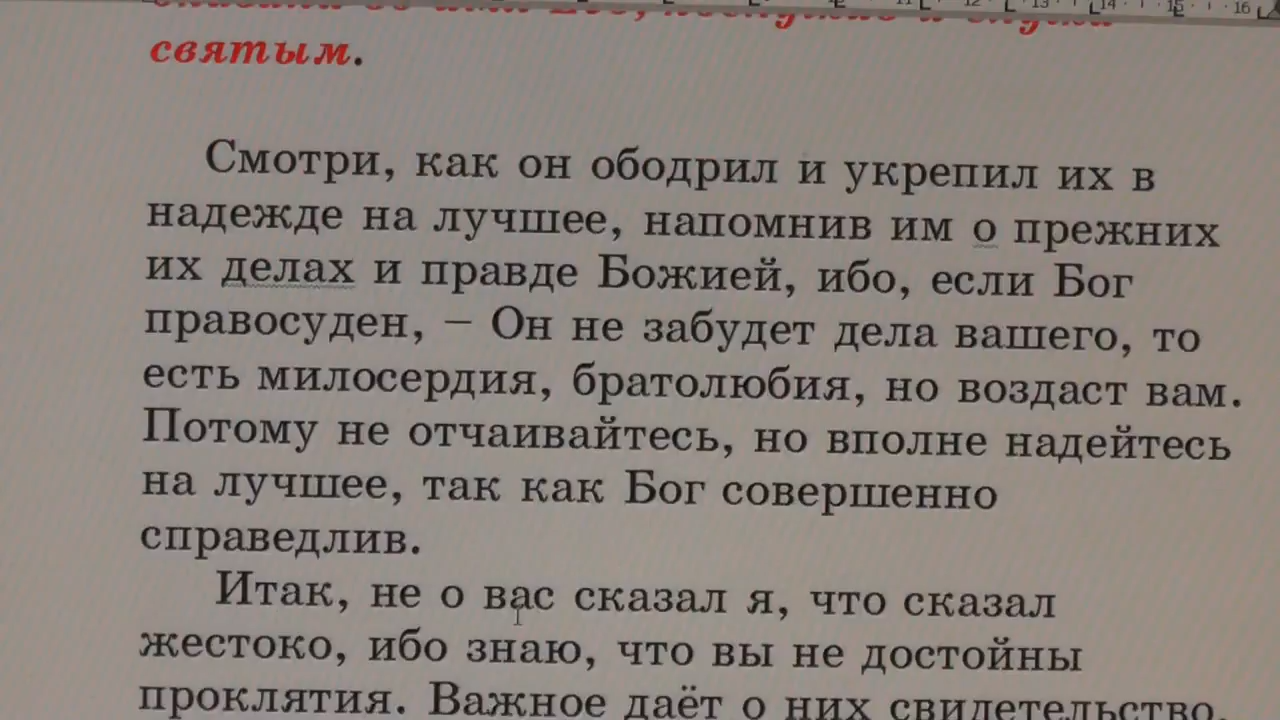 святым.
Смотри, как он ободрил и укрепил их в
надежде на лучшее, напомнив им о прежних
их делах и правде Божией, ибо, если Бог
правосуден, – Он не забудет дела вашего, то
есть милосердия, братолюбия, но воздаст вам.
Потому не отчаивайтесь, но вполне надейтесь
на лучшее, так как Бог совершенно
справедлив.
Итак, не о вас сказал я, что сказал
жестоко, ибо знаю, что вы не достойны
проклятия. Важное даёт о них свидетельство.